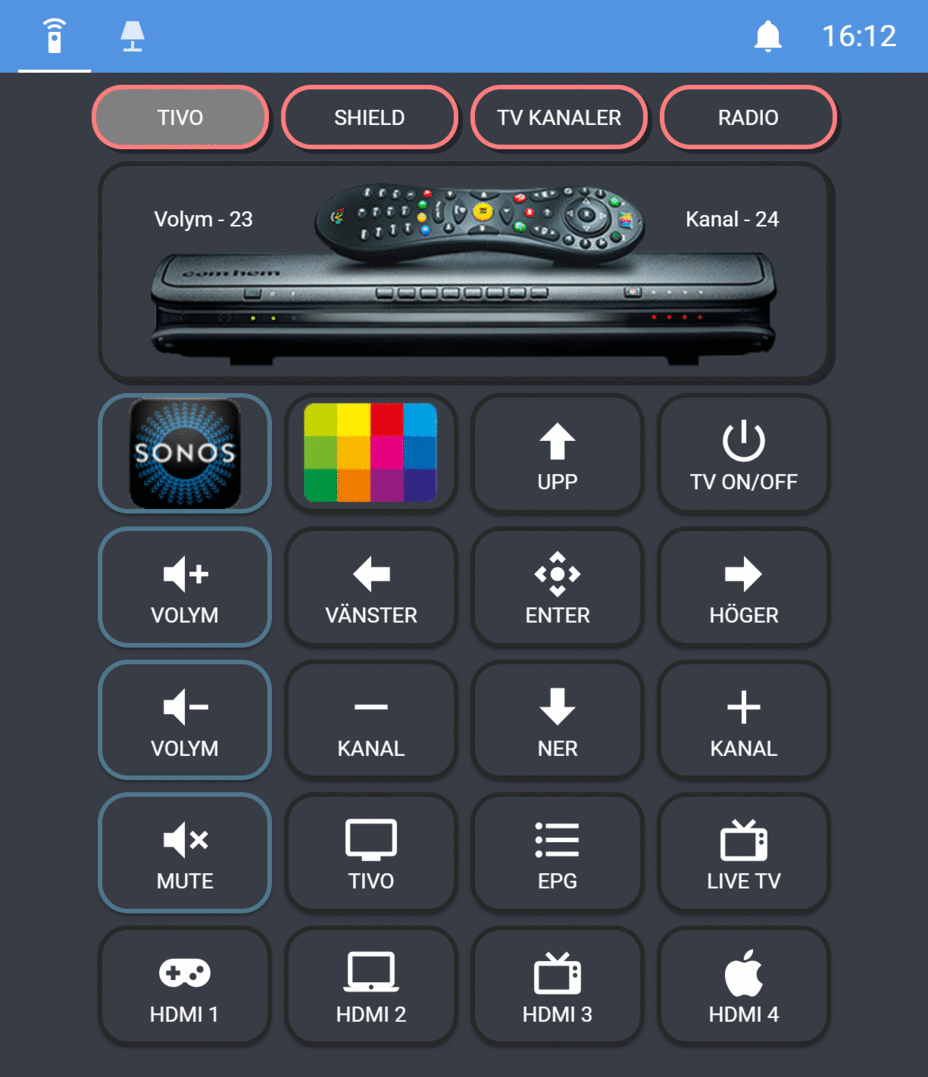 16:12
TIVO
SHIELD
TV KANALER
RADIO
Volym - 23
Kanal - 24
com hem
SONOS
UPP
TV ON/OFF
VOLYM
VÄNSTER
ENTER
HÖGER
VOLYM
KANAL
NER
KANAL
MUTE
TIVO
EPG
LIVE TV
HDMI 1
HDMI 2
HDMI 3
HDMI 4